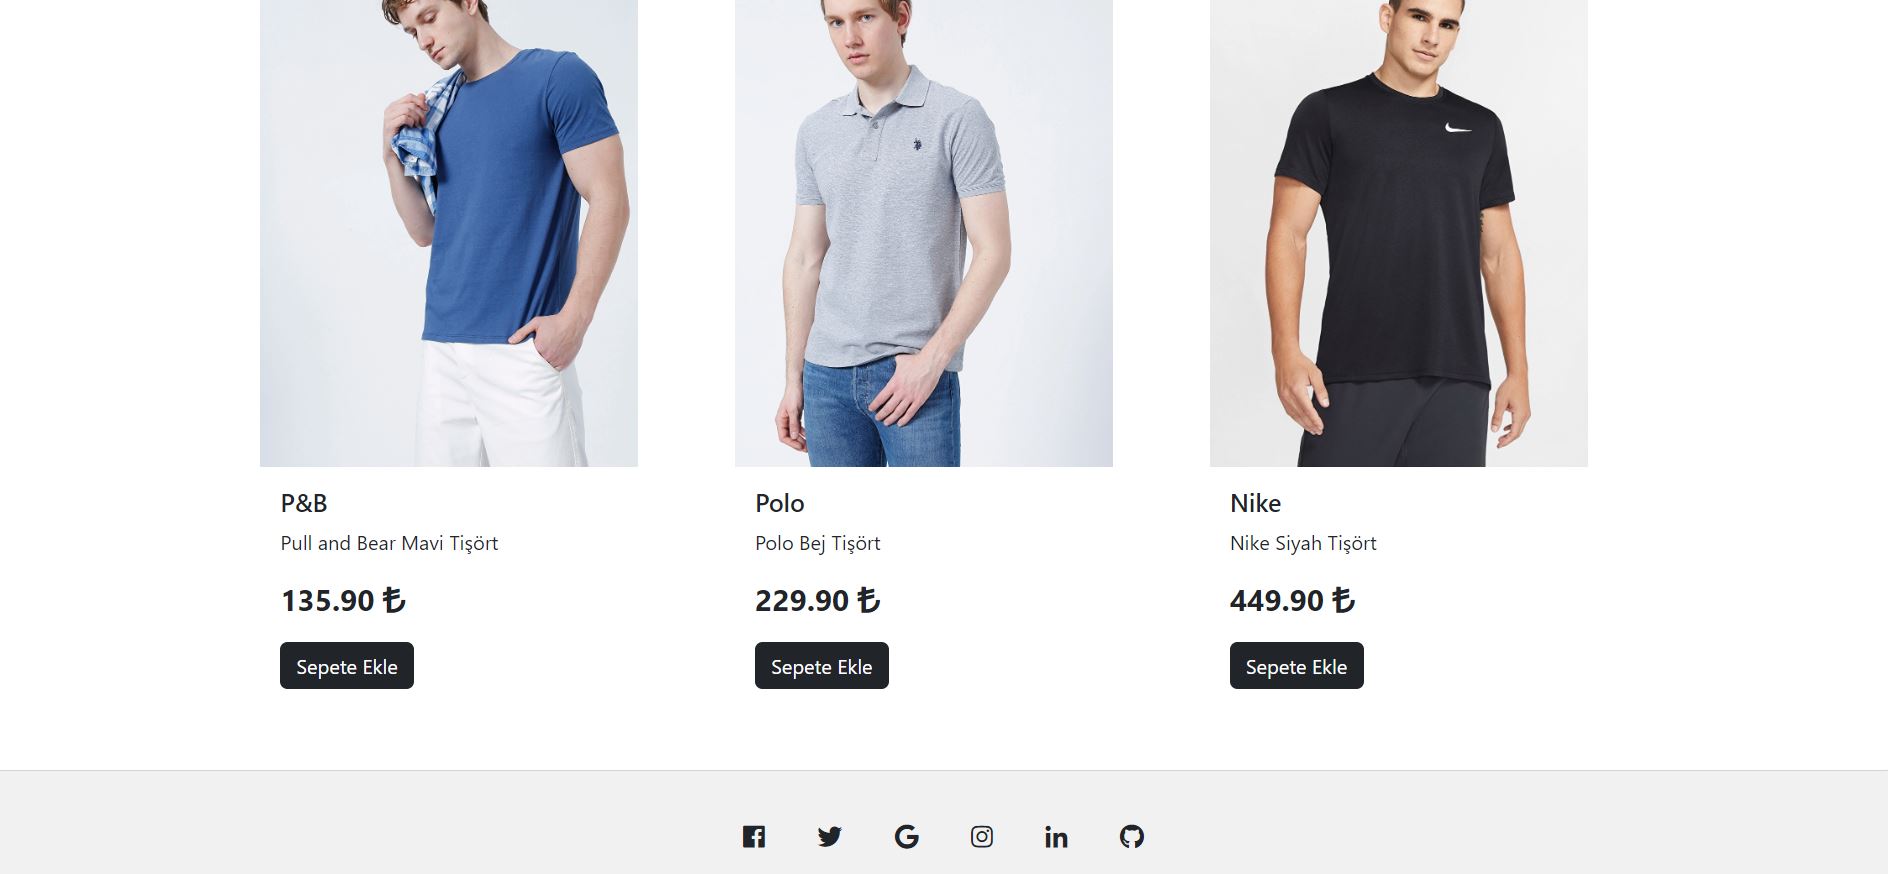 P&B
Pull and Bear Mavi Tişört
135.90 ₺
Sepete Ekle
Polo
Polo Bej Tişört
229.90 ₺
Sepete Ekle
Nike
Nike Siyah Tişört
449.90 ₺
Sepete Ekle